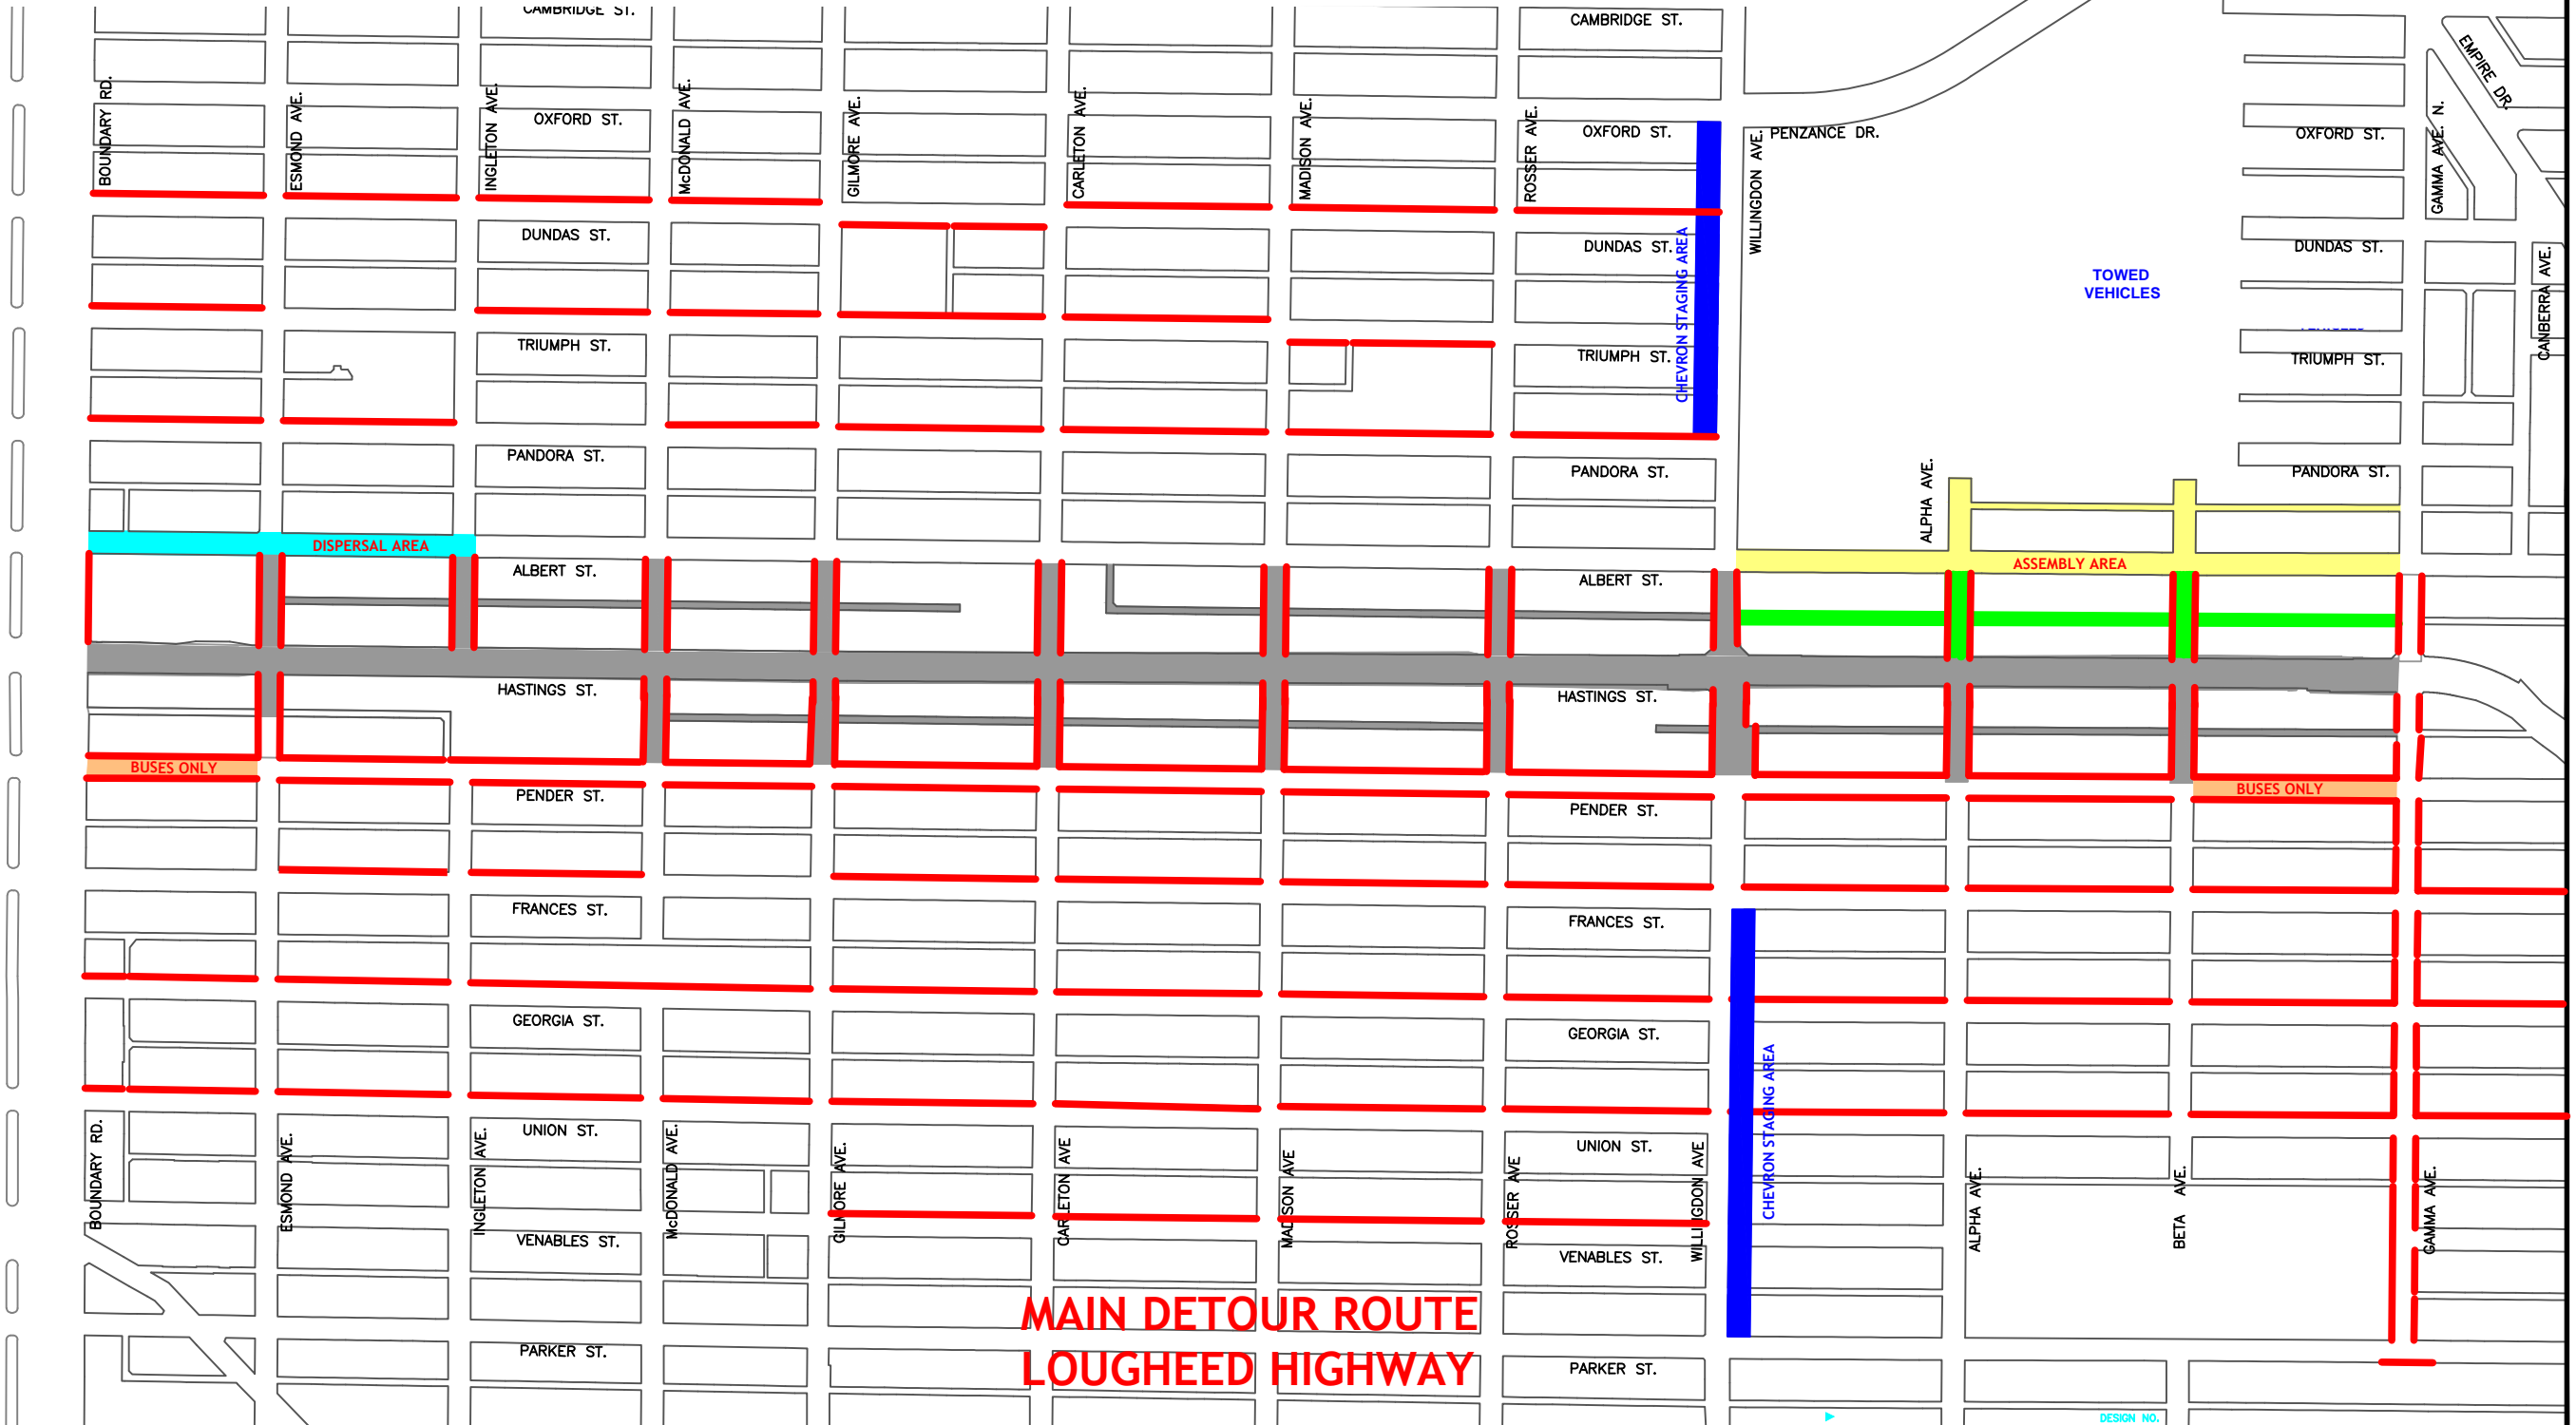 CAMBRIDGE ST.
CAMBRIDGE ST.
EMPIRE DR.
BOUNDARY RD.
ESMOND AVE.
INGLETON AVE.
McDONALD AVE.
GILMORE AVE.
CARLETON AVE.
MADISON AVE.
ROSSER AVE.
WILLINGDON AVE.
GAMMA AVE. N.
CANBERRA AVE.
OXFORD ST.
OXFORD ST.
PENZANCE DR.
OXFORD ST.
DUNDAS ST.
DUNDAS ST.
DUNDAS ST.
CHEVRON STAGING AREA
TOWED
VEHICLES
TRIUMPH ST.
TRIUMPH ST.
TRIUMPH ST.
PANDORA ST.
PANDORA ST.
PANDORA ST.
ALPHA AVE.
DISPERSAL AREA
ASSEMBLY AREA
ALBERT ST.
ALBERT ST.
HASTINGS ST.
HASTINGS ST.
BUSES ONLY
BUSES ONLY
PENDER ST.
PENDER ST.
FRANCES ST.
FRANCES ST.
GEORGIA ST.
GEORGIA ST.
CHEVRON STAGING AREA
UNION ST.
UNION ST.
BOUNDARY RD.
ESMOND AVE.
INGLETON AVE.
McDONALD AVE.
GILMORE AVE.
CARLETON AVE
MADISON AVE
ROSSER AVE
WILLINGDON AVE
ALPHA AVE.
BETA AVE.
GAMMA AVE.
VENABLES ST.
VENABLES ST.
MAIN DETOUR ROUTE
LOUGHEED HIGHWAY
PARKER ST.
PARKER ST.
DESIGN NO.